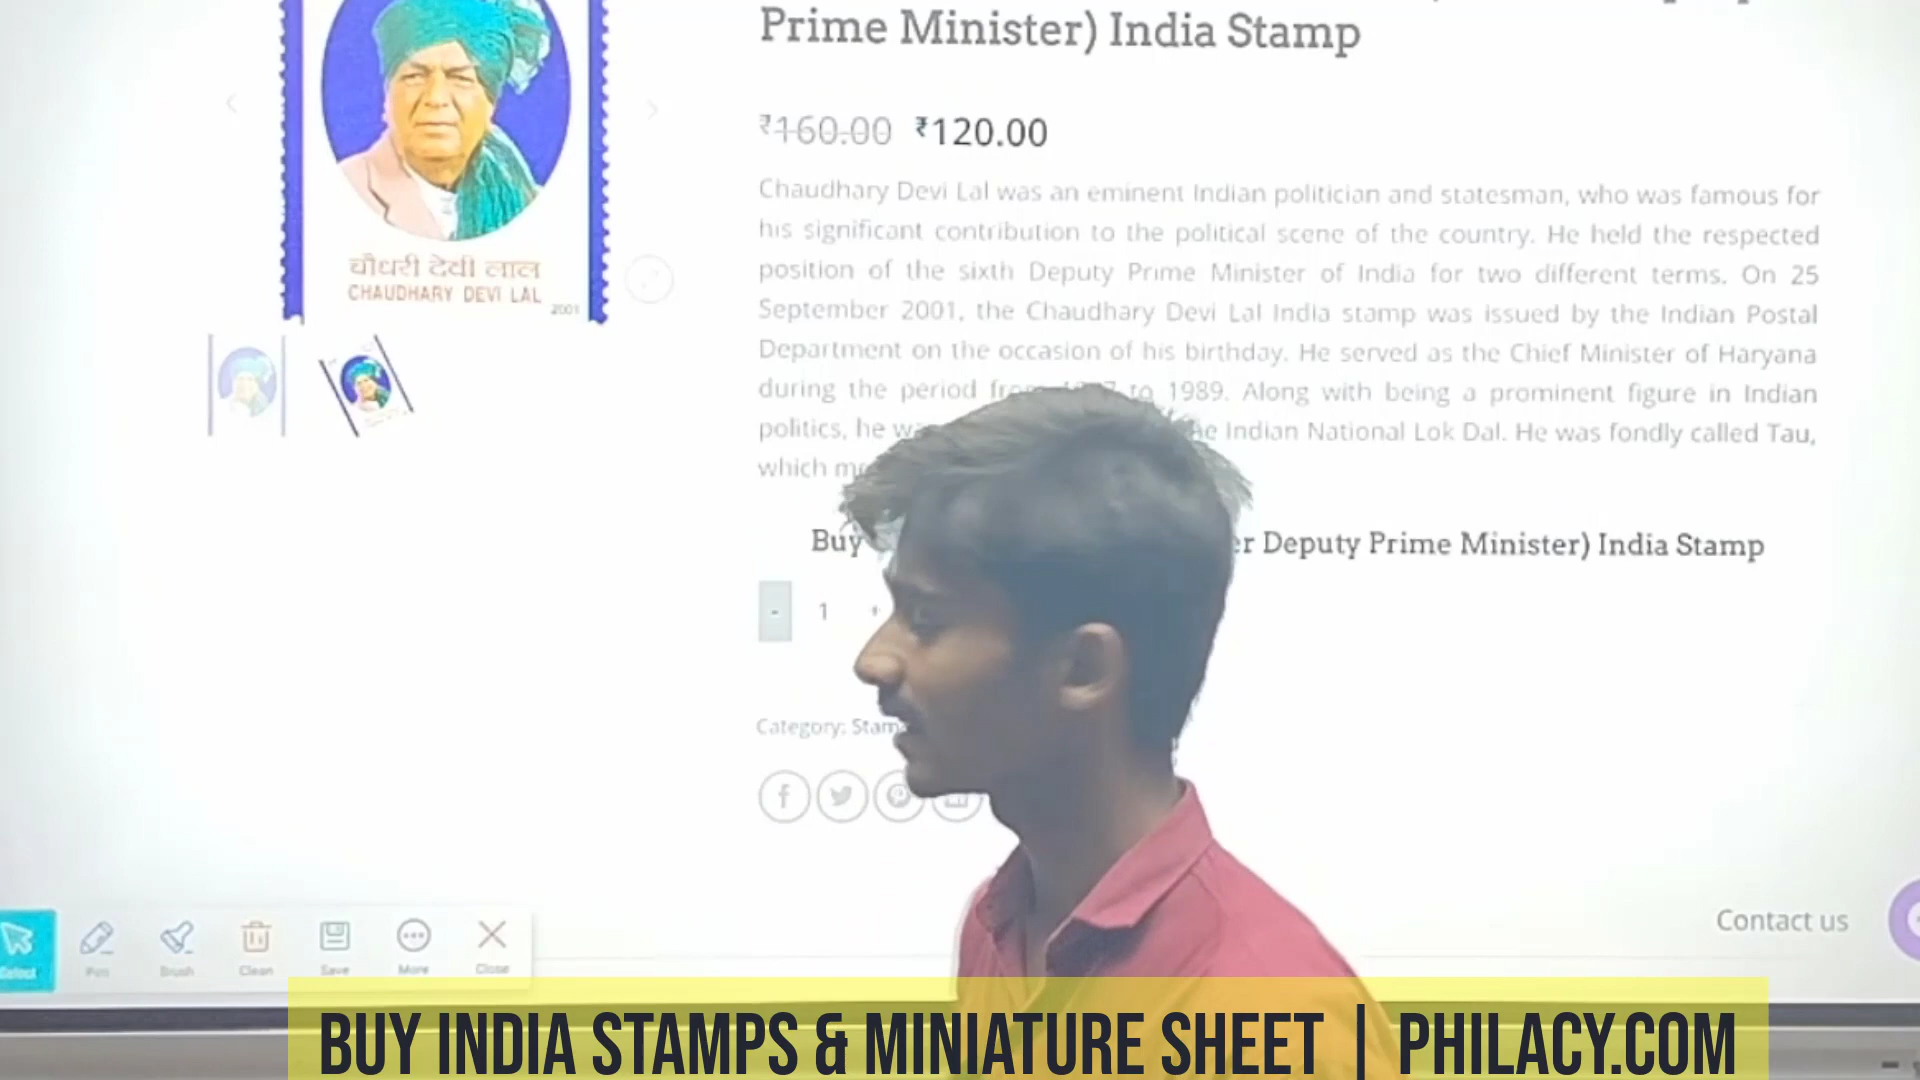 Prime Minister) India Stamp
₹160.00 ₹120.00
Chaudhary Devi Lal was an eminent Indian politician and statesman, who was famous for
his significant contribution to the political scene of the country. He held the respected
position of the sixth Deputy Prime Minister of India for two different terms. On 25
September 2001, the Chaudhary Devi Lal India stamp was issued by the Indian Postal
Department on the occasion of his birthday. He served as the Chief Minister of Haryana
during the period to 1989. Along with being a prominent figure in Indian
politics, he Indian National Lok Dal. He was fondly called Tau,
which
चौधरी देवी लाल
CHAUDHARY DEVI LAL
2001
Buy Deputy Prime Minister) India Stamp
- 1 +
Category:
Contact us
Select Pen Brush Clean Save More Close
BUY INDIA STAMPS & MINIATURE SHEET | PHILACY.COM